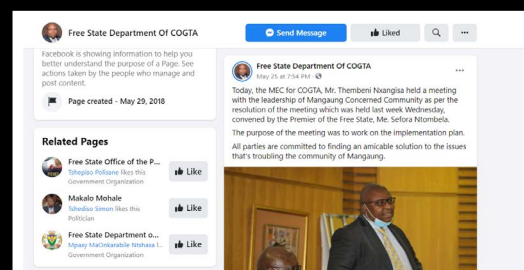 Free State Department Of COGTA
Send Message
Liked
Facebook is showing information to help you
better understand the purpose of a Page. See
actions taken by the people who manage and
post content.
Page created - May 29, 2018
Related Pages
Free State Office of the P...
Tshepiso Polisane likes this
Government Organization
Like
Makalo Mohale
Tshediso Simon likes this
Politician
Like
Free State Department o...
Mpaxy MaOnkarabile Ntshasa l...
Government Organization
Like
Free State Department Of COGTA
May 25 at 7:54 PM ·
Today, the MEC for COGTA, Mr. Thembeni Nxangisa held a meeting
with the leadership of Mangaung Concerned Community as per the
resolution of the meeting which was held last week Wednesday,
convened by the Premier of the Free State, Me. Sefora Ntombela.
The purpose of the meeting was to work on the implementation plan.
All parties are committed to finding an amicable solution to the issues
that's troubling the community of Mangaung.